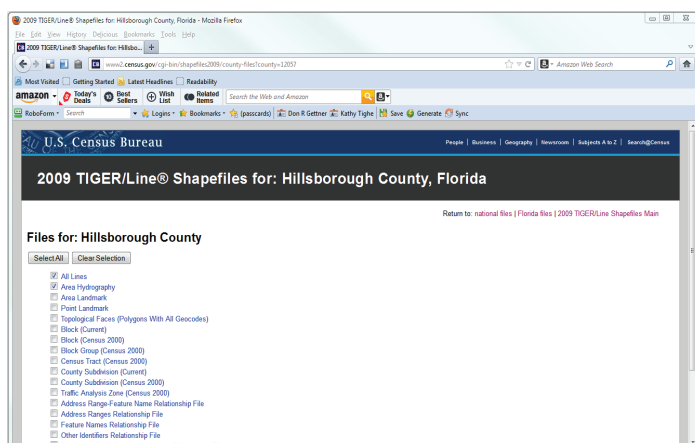 2009 TIGER/Line® Shapefiles for: Hillsborough County, Florida - Mozilla Firefox
File Edit View History Delicious Bookmarks Tools Help
CB 2009 TIGER/Line® Shapefiles for: Hillsbo... +
www2.census.gov/cgi-bin/shapefiles2009/county-files?county=12057 Amazon Web Search
Most Visited Getting Started Latest Headlines Readability
amazon Today's Deals Best Sellers Wish List Related Items Search the Web and Amazon
RoboForm Search Logins Bookmarks (passcards) Don R Gettner Kathy Tighe Save Generate Sync
U.S. Census Bureau People | Business | Geography | Newsroom | Subjects A to Z | Search@Census
2009 TIGER/Line® Shapefiles for: Hillsborough County, Florida
Return to: national files | Florida files | 2009 TIGER/Line Shapefiles Main
Files for: Hillsborough County
Select All Clear Selection
All Lines
Area Hydrography
Area Landmark
Point Landmark
Topological Faces (Polygons With All Geocodes)
Block (Current)
Block (Census 2000)
Block Group (Census 2000)
Census Tract (Census 2000)
County Subdivision (Current)
County Subdivision (Census 2000)
Traffic Analysis Zone (Census 2000)
Address Range-Feature Name Relationship File
Address Ranges Relationship File
Feature Names Relationship File
Other Identifiers Relationship File